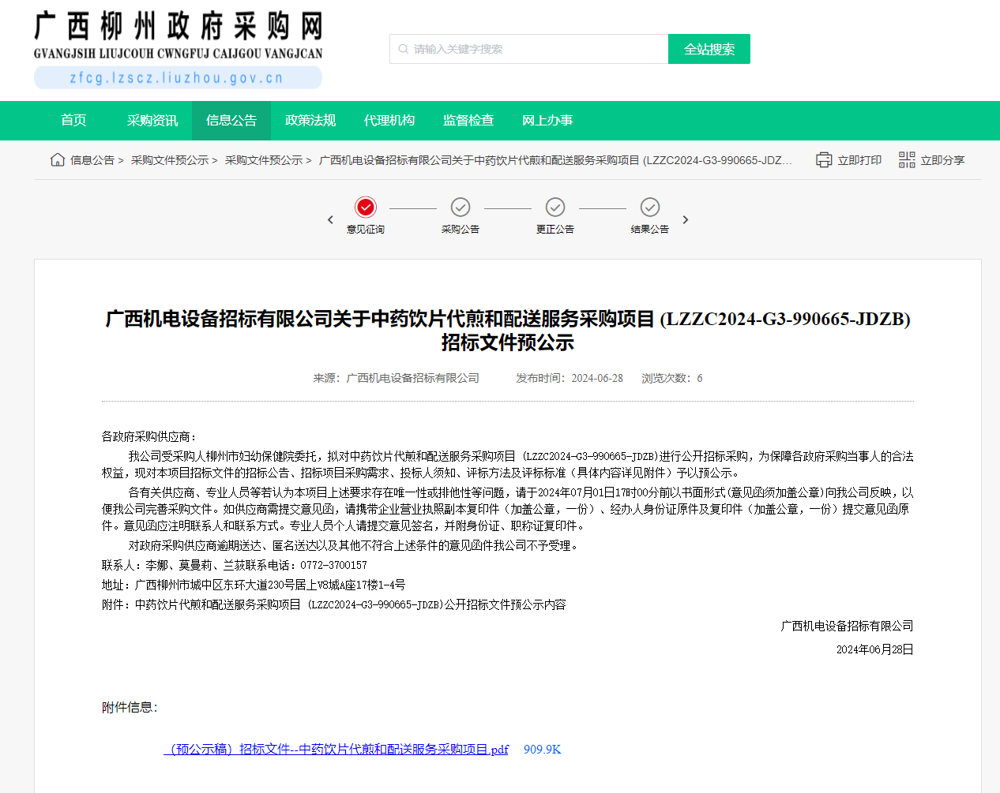 广西柳州政府采购网
GVANGJSIH LIUJCOUH CWNGFUJ CAIJGOU VANGJCAN
zfcg.lzscz.liuzhou.gov.cn
请输入关键字搜索
全站搜索
首页 采购资讯 信息公告 政策法规 代理机构 监督检查 网上办事
信息公告 > 采购文件预公示 > 采购文件预公示 > 广西机电设备招标有限公司关于中药饮片代煎和配送服务采购项目 (LZZC2024-G3-990665-JDZ... 立即打印 立即分享
意见征询 采购公告 更正公告 结果公告
广西机电设备招标有限公司关于中药饮片代煎和配送服务采购项目 (LZZC2024-G3-990665-JDZB)
招标文件预公示
来源：广西机电设备招标有限公司 发布时间：2024-06-28 浏览次数：6
各政府采购供应商：
我公司受采购人柳州市妇幼保健院委托，拟对中药饮片代煎和配送服务采购项目 (LZZC2024-G3-990665-JDZB)进行公开招标采购，为保障各政府采购当事人的合法
权益，现对本项目招标文件的招标公告、招标项目采购需求、投标人须知、评标方法及评标标准（具体内容详见附件）予以预公示。
各有关供应商、专业人员等若认为本项目上述要求存在唯一性或排他性等问题，请于2024年07月01日17时00分前以书面形式(意见函须加盖公章)向我公司反映，以
便我公司完善采购文件。如供应商需提交意见函，请携带企业营业执照副本复印件（加盖公章，一份）、经办人身份证原件及复印件（加盖公章，一份）提交意见函原
件。意见函应注明联系人和联系方式。专业人员个人请提交意见签名，并附身份证、职称证复印件。
对政府采购供应商逾期送达、匿名送达以及其他不符合上述条件的意见函件我公司不予受理。
联系人：李娜、莫曼莉、兰荻联系电话：0772-3700157
地址：广西柳州市城中区东环大道230号居上V8城A座17楼1-4号
附件：中药饮片代煎和配送服务采购项目 (LZZC2024-G3-990665-JDZB)公开招标文件预公示内容
广西机电设备招标有限公司
2024年06月28日
附件信息：
（预公示稿）招标文件--中药饮片代煎和配送服务采购项目.pdf 909.9K